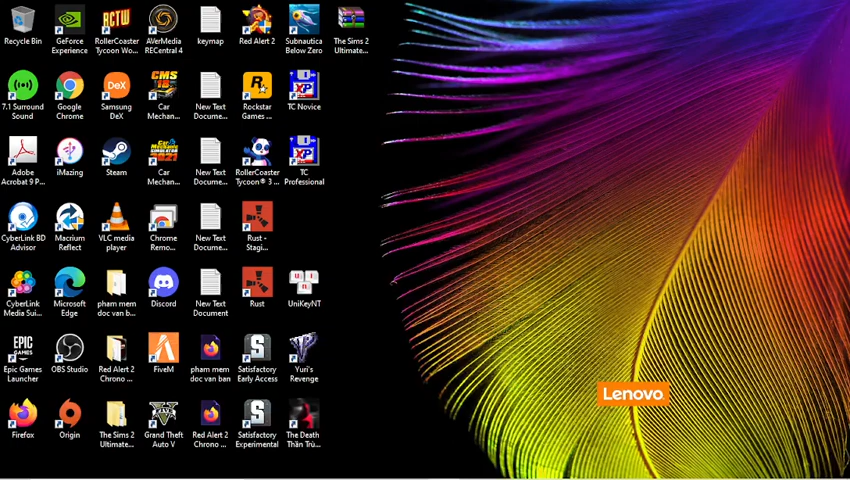 Recycle Bin
GeForce
Experience
RollerCoaster
Tycoon Wo...
AVerMedia
RECentral 4
keymap
Red Alert 2
Subnautica
Below Zero
The Sims 2
Ultimate...
7.1 Surround
Sound
Google
Chrome
Samsung
DeX
Car
Mechan...
New Text
Docume...
Rockstar
Games ...
TC Novice
Adobe
Acrobat 9 P...
iMazing
Steam
Car
Mechan...
New Text
Docume...
RollerCoaster
Tycoon® 3 ...
TC
Professional
CyberLink BD
Advisor
Macrium
Reflect
VLC media
player
Chrome
Remo...
New Text
Docume...
Rust -
Stagi...
CyberLink
Media Sui...
Microsoft
Edge
pham mem
doc van b...
Discord
New Text
Document
Rust
UniKeyNT
EPIC
GAMES
Epic Games
Launcher
OBS Studio
Red Alert 2
Chrono ...
FiveM
pham mem
doc van ban
Satisfactory
Early Access
Yuri's
Revenge
Lenovo
Firefox
Origin
The Sims 2
Ultimate...
Grand Theft
Auto V
Red Alert 2
Chrono ...
Satisfactory
Experimental
The Death
Thần Trù...